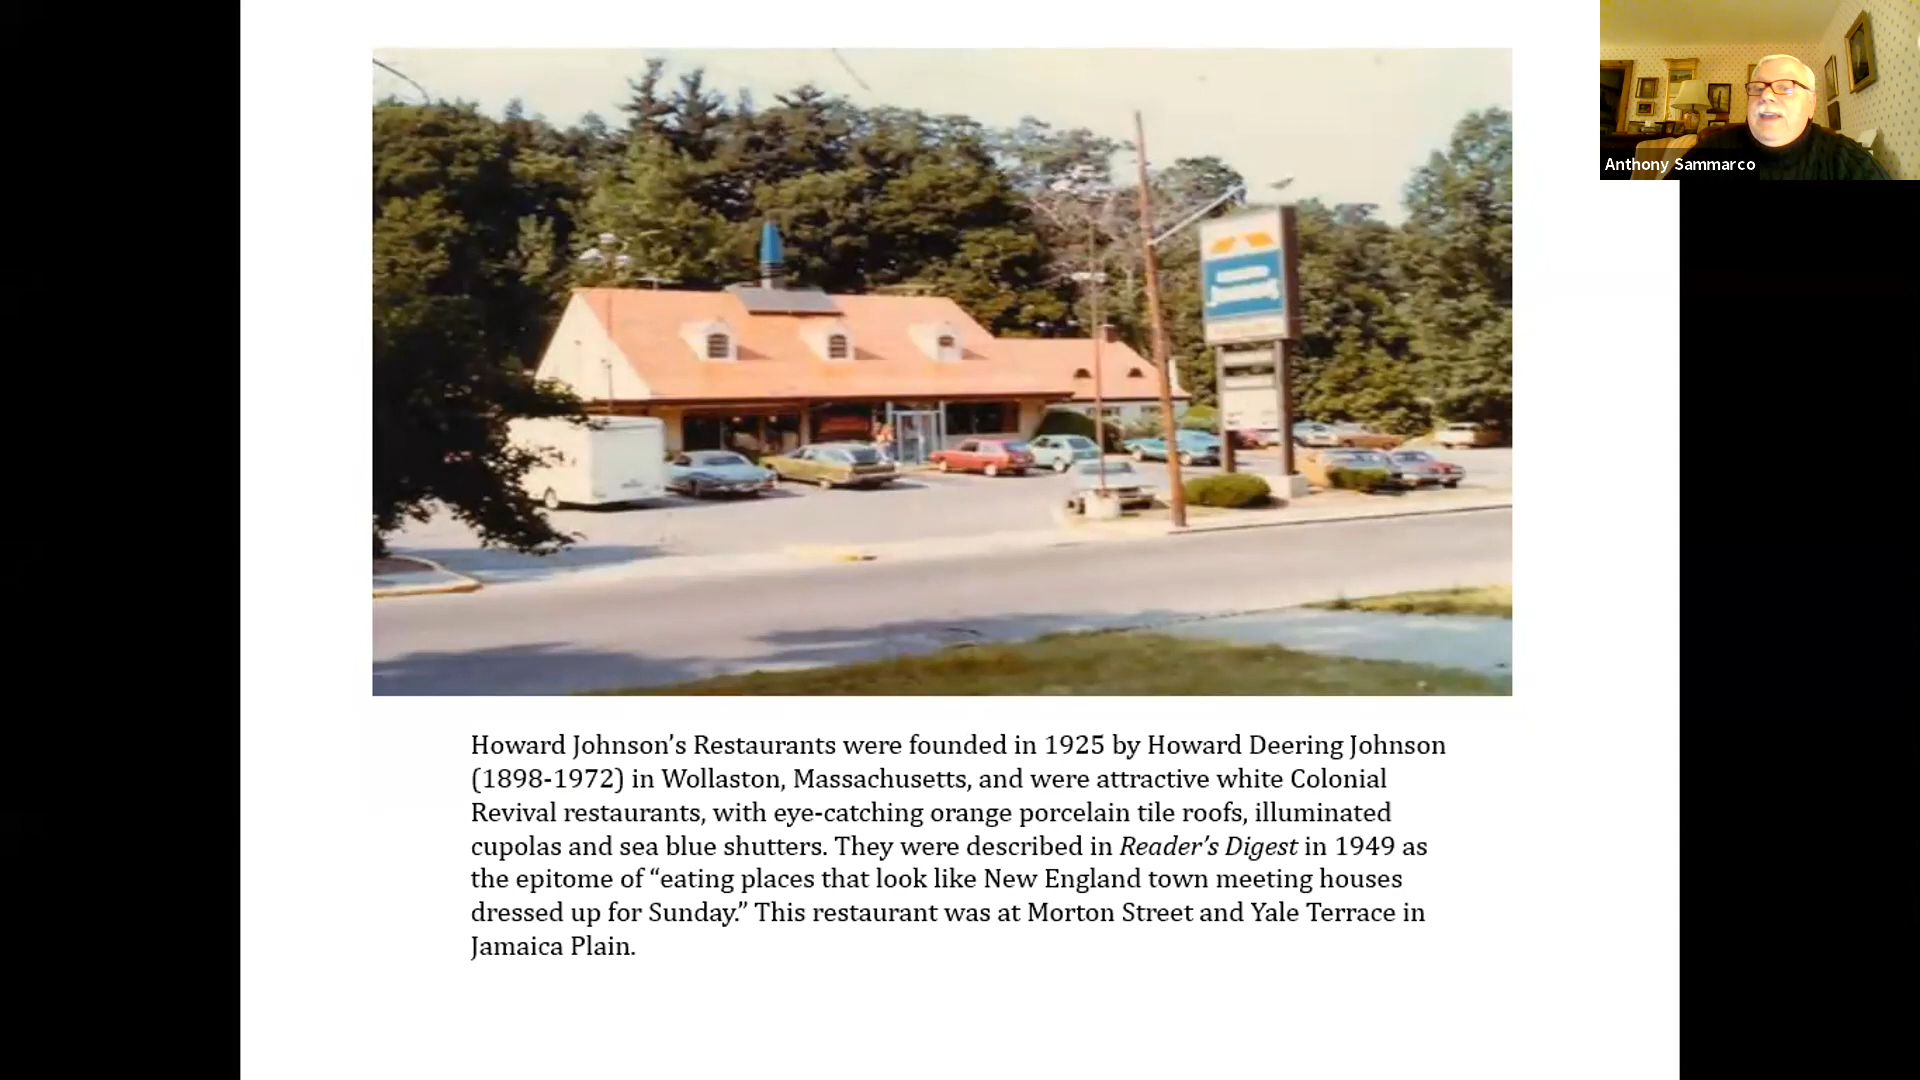 Anthony Sammarco
Howard Johnson’s Restaurants were founded in 1925 by Howard Deering Johnson
(1898-1972) in Wollaston, Massachusetts, and were attractive white Colonial
Revival restaurants, with eye-catching orange porcelain tile roofs, illuminated
cupolas and sea blue shutters. They were described in Reader’s Digest in 1949 as
the epitome of “eating places that look like New England town meeting houses
dressed up for Sunday.” This restaurant was at Morton Street and Yale Terrace in
Jamaica Plain.